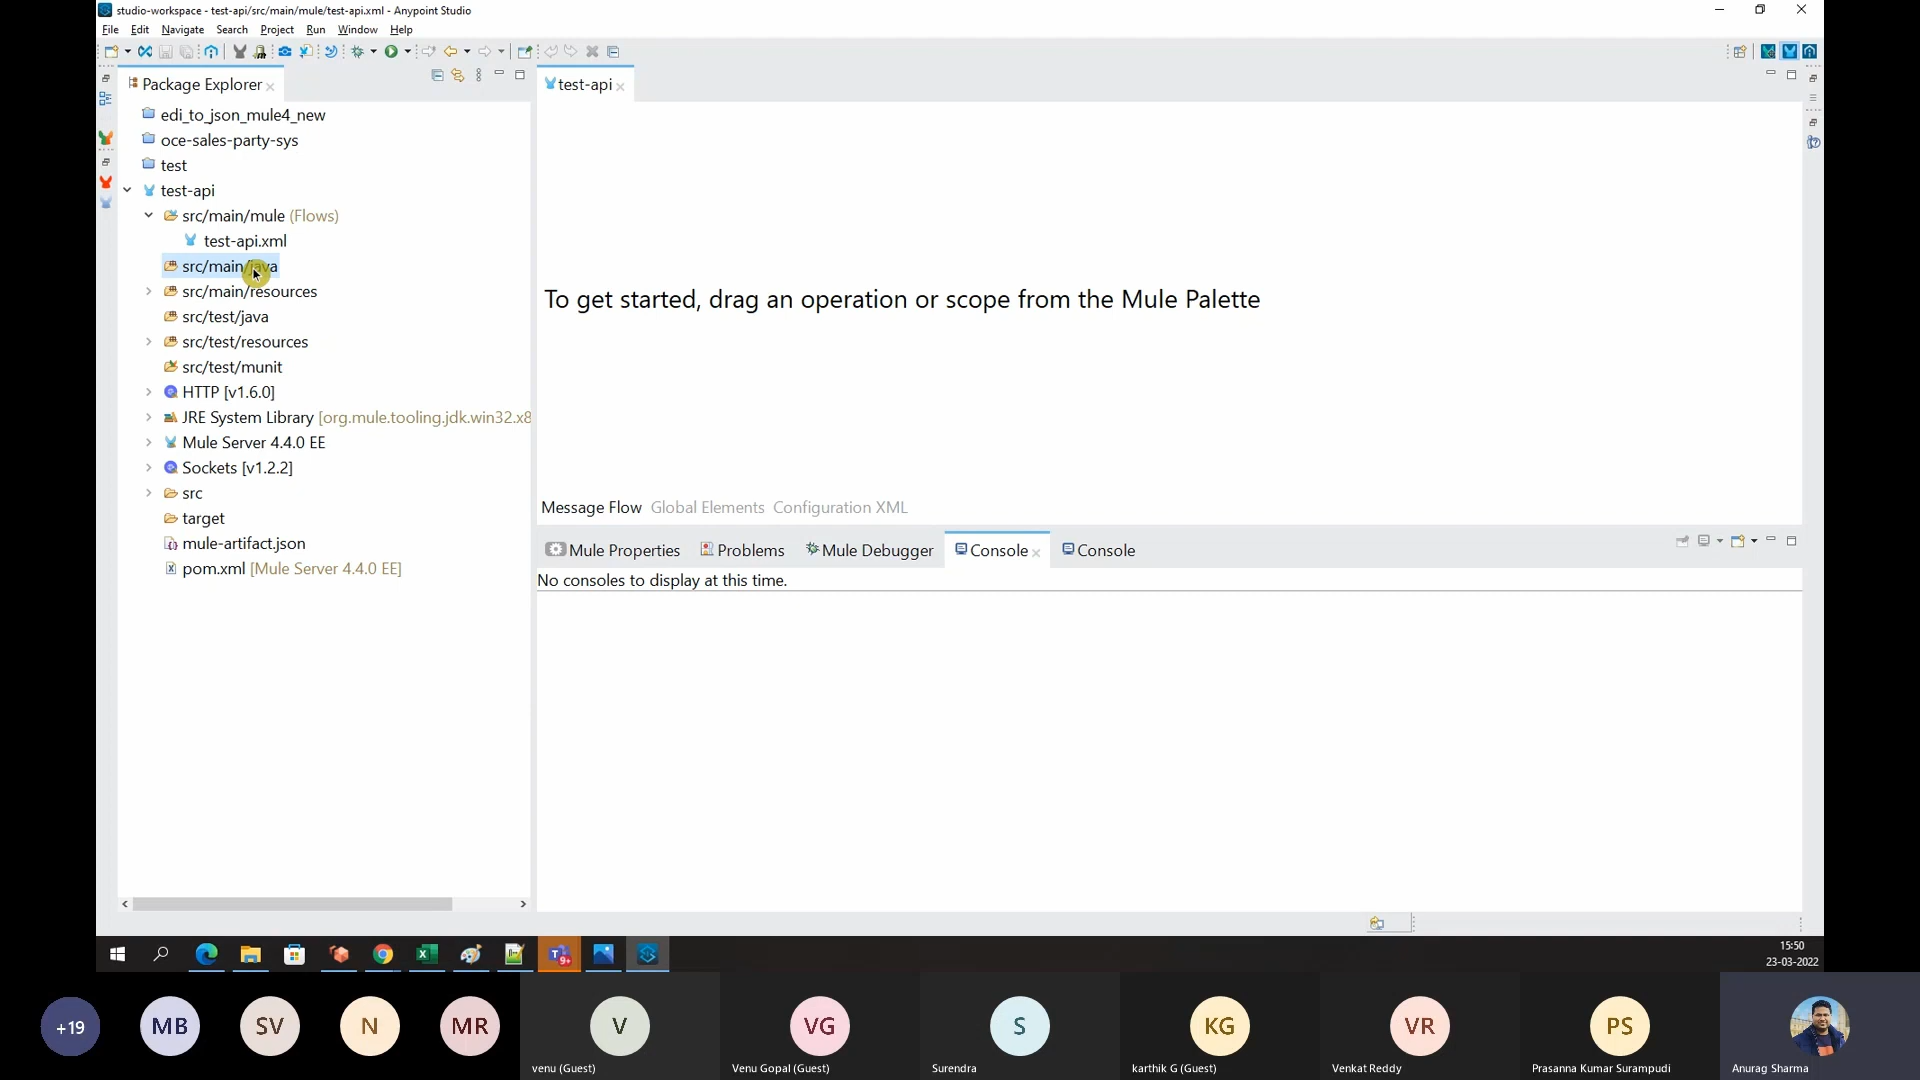 studio-workspace - test-api/src/main/mule/test-api.xml - Anypoint Studio
File Edit Navigate Search Project Run Window Help
Package Explorer
test-api
edi_to_json_mule4_new
oce-sales-party-sys
test
test-api
src/main/mule (Flows)
test-api.xml
src/main/java
src/main/resources
src/test/java
src/test/resources
src/test/munit
HTTP [v1.6.0]
JRE System Library [org.mule.tooling.jdk.win32.x8
Mule Server 4.4.0 EE
Sockets [v1.2.2]
src
target
mule-artifact.json
pom.xml [Mule Server 4.4.0 EE]
To get started, drag an operation or scope from the Mule Palette
Message Flow Global Elements Configuration XML
Mule Properties Problems Mule Debugger Console Console
No consoles to display at this time.
15:50
23-03-2022
+19 MB SV N MR V VG S KG VR PS
venu (Guest) Venu Gopal (Guest) Surendra karthik G (Guest) Venkat Reddy Prasanna Kumar Surampudi Anurag Sharma